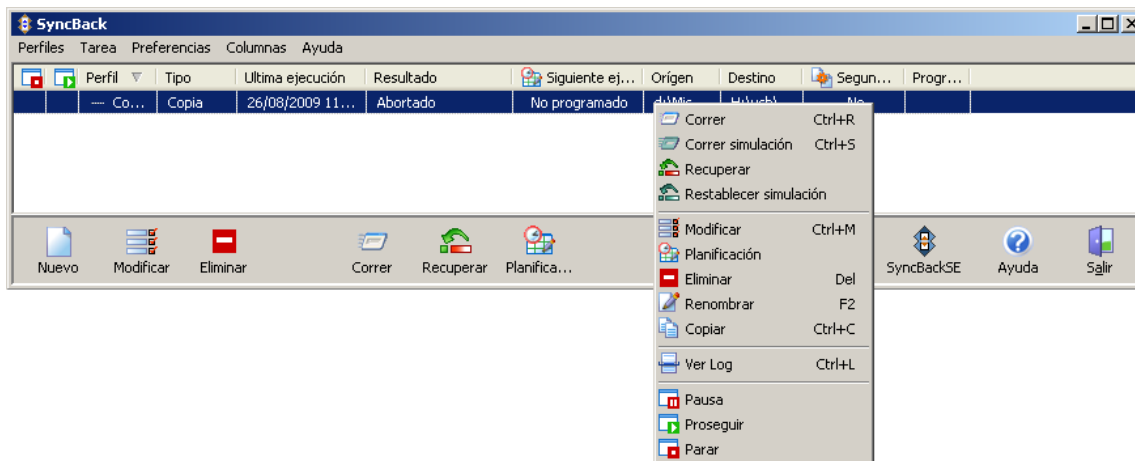 SyncBack
Perfiles Tarea Preferencias Columnas Ayuda
Perfil Tipo Ultima ejecución Resultado Siguiente ej... Orígen Destino Segun... Progr...
Co... Copia 26/08/2009 11... Abortado No programado d:\Mic... H:\usb\ No
Correr Ctrl+R
Correr simulación Ctrl+S
Recuperar
Restablecer simulación
Modificar Ctrl+M
Planificación
Eliminar Del
Renombrar F2
Copiar Ctrl+C
Ver Log Ctrl+L
Pausa
Proseguir
Parar
Nuevo Modificar Eliminar Correr Recuperar Planifica... SyncBackSE Ayuda Salir